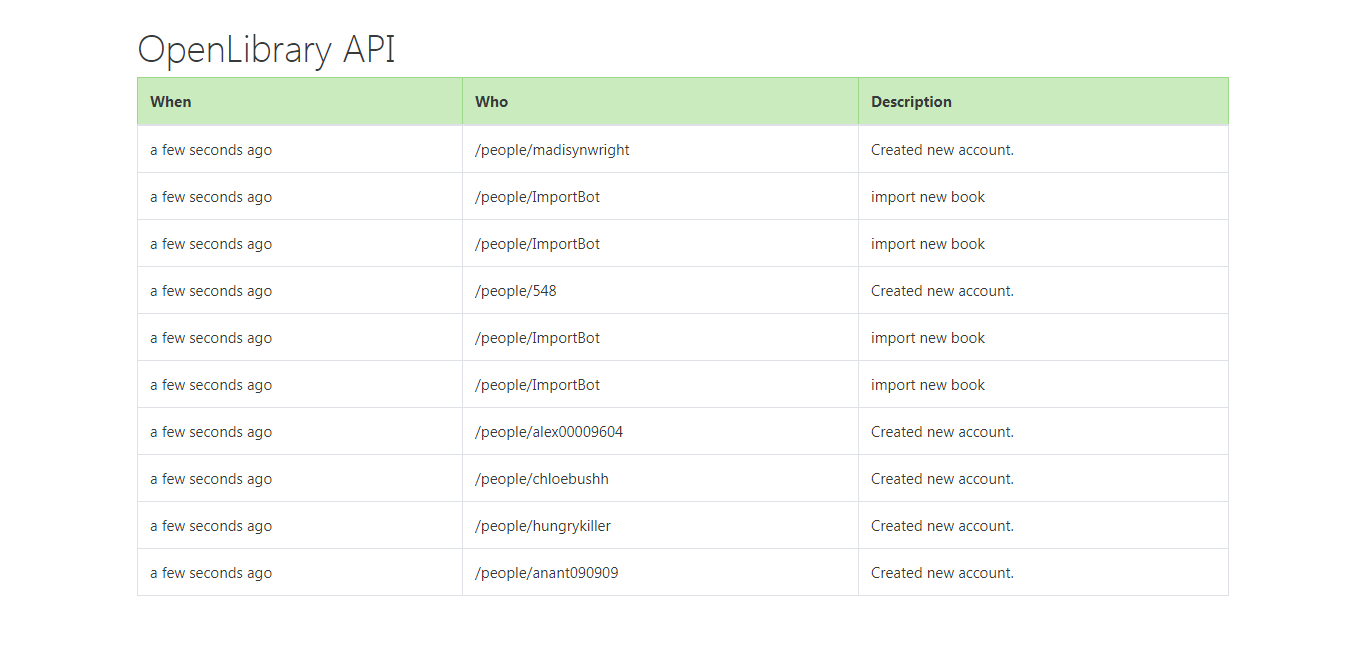 OpenLibrary API
When Who Description
a few seconds ago /people/madisynwright Created new account.
a few seconds ago /people/ImportBot import new book
a few seconds ago /people/ImportBot import new book
a few seconds ago /people/548 Created new account.
a few seconds ago /people/ImportBot import new book
a few seconds ago /people/ImportBot import new book
a few seconds ago /people/alex00009604 Created new account.
a few seconds ago /people/chloebushh Created new account.
a few seconds ago /people/hungrykiller Created new account.
a few seconds ago /people/anant090909 Created new account.